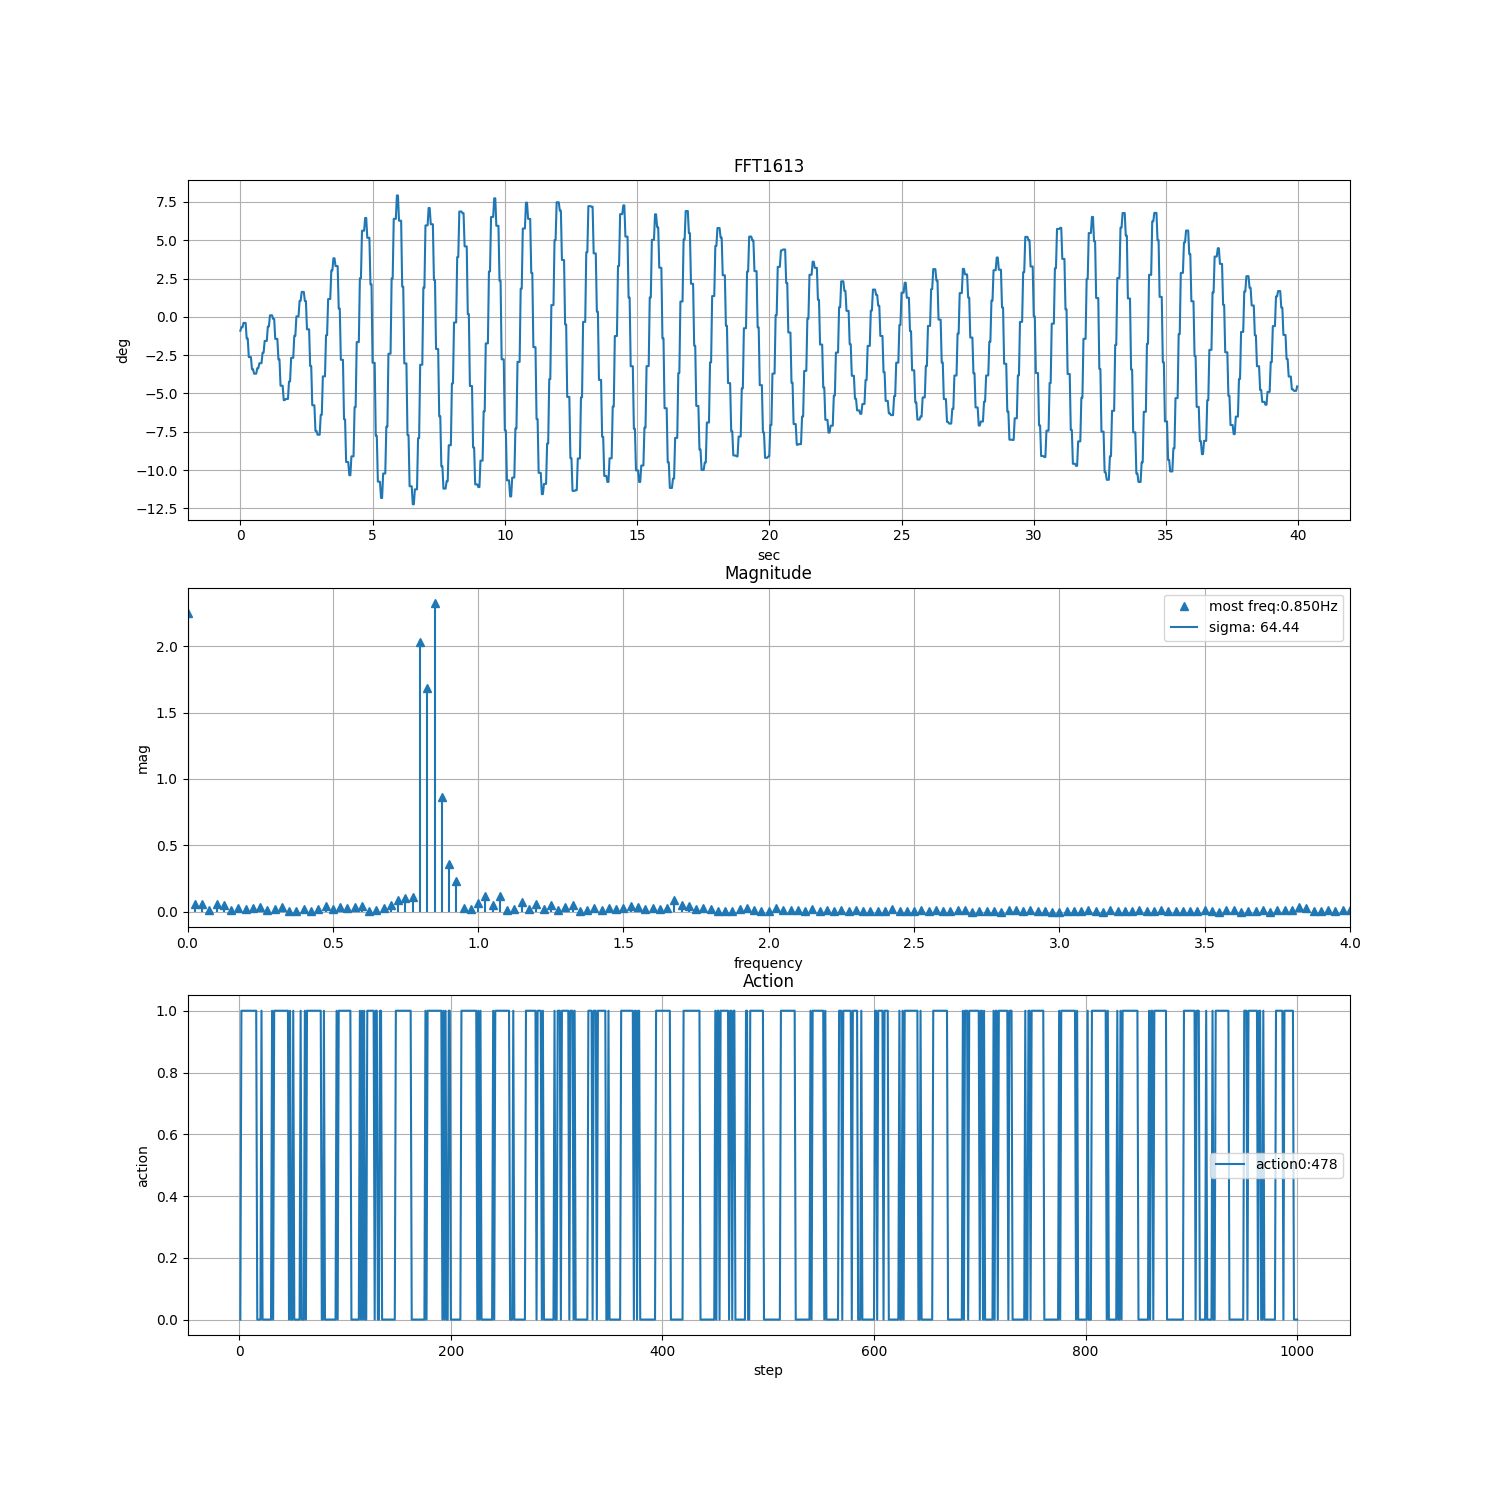 FFT1613
7.5
5.0
2.5
0.0
−2.5
−5.0
−7.5
−10.0
−12.5
deg
0 5 10 15 20 25 30 35 40
sec
Magnitude
most freq:0.850Hz
sigma: 64.44
2.0
1.5
1.0
0.5
0.0
mag
0.0 0.5 1.0 1.5 2.0 2.5 3.0 3.5 4.0
frequency
Action
1.0
0.8
0.6
0.4
0.2
0.0
action
action0:478
0 200 400 600 800 1000
step